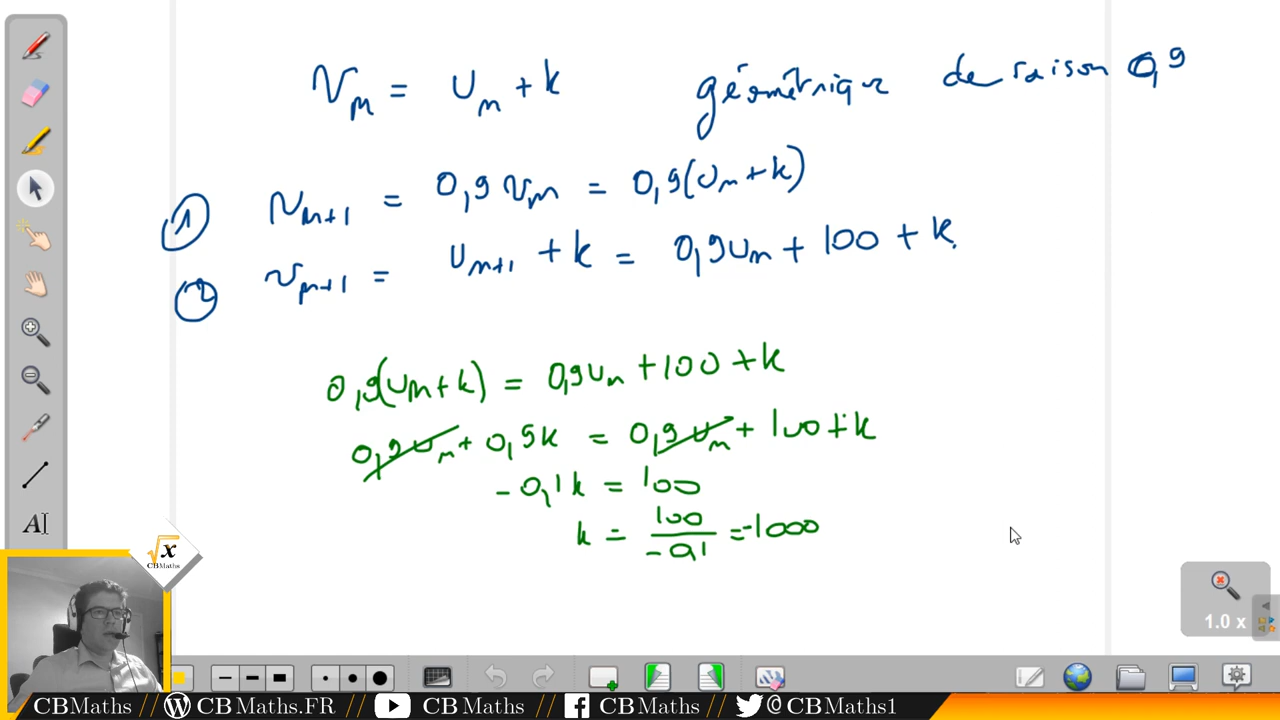 Vn = Un + k géométrique de raison 0,9
① Vn+1 = 0,9 Vn = 0,9(Un + k)
② Vn+1 = Un+1 + k = 0,9Un + 100 + k.
0,9(Un + k) = 0,9Un + 100 + k
0,9Un + 0,9k = 0,9Un + 100 + k
- 0,1k = 100
k = 100 / -0,1 = -1000
AI
√x
CBMaths
1.0 x
CBMaths CBMaths.FR CBMaths CBMaths @CBMaths1